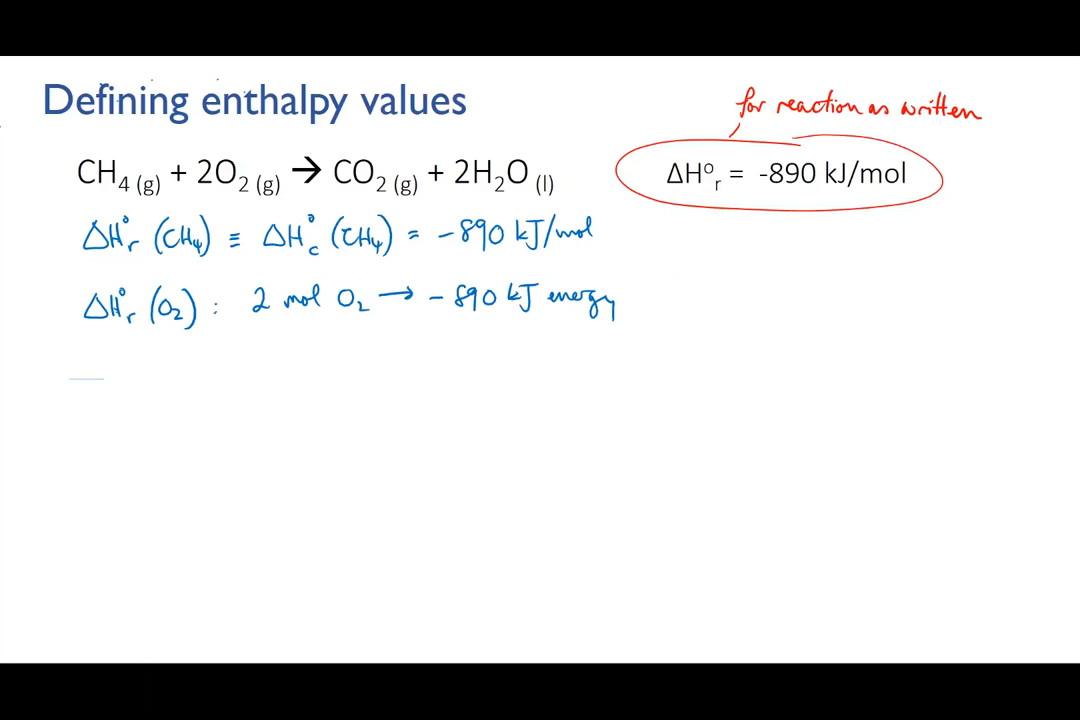 Defining enthalpy values
for reaction as written
CH₄ (g) + 2O₂ (g) → CO₂ (g) + 2H₂O (l)
ΔH°ᵣ = -890 kJ/mol
ΔH°ᵣ (CH₄) ≡ ΔH°c (CH₄) = -890 kJ/mol
ΔH°ᵣ (O₂) : 2 mol O₂ → -890 kJ energy